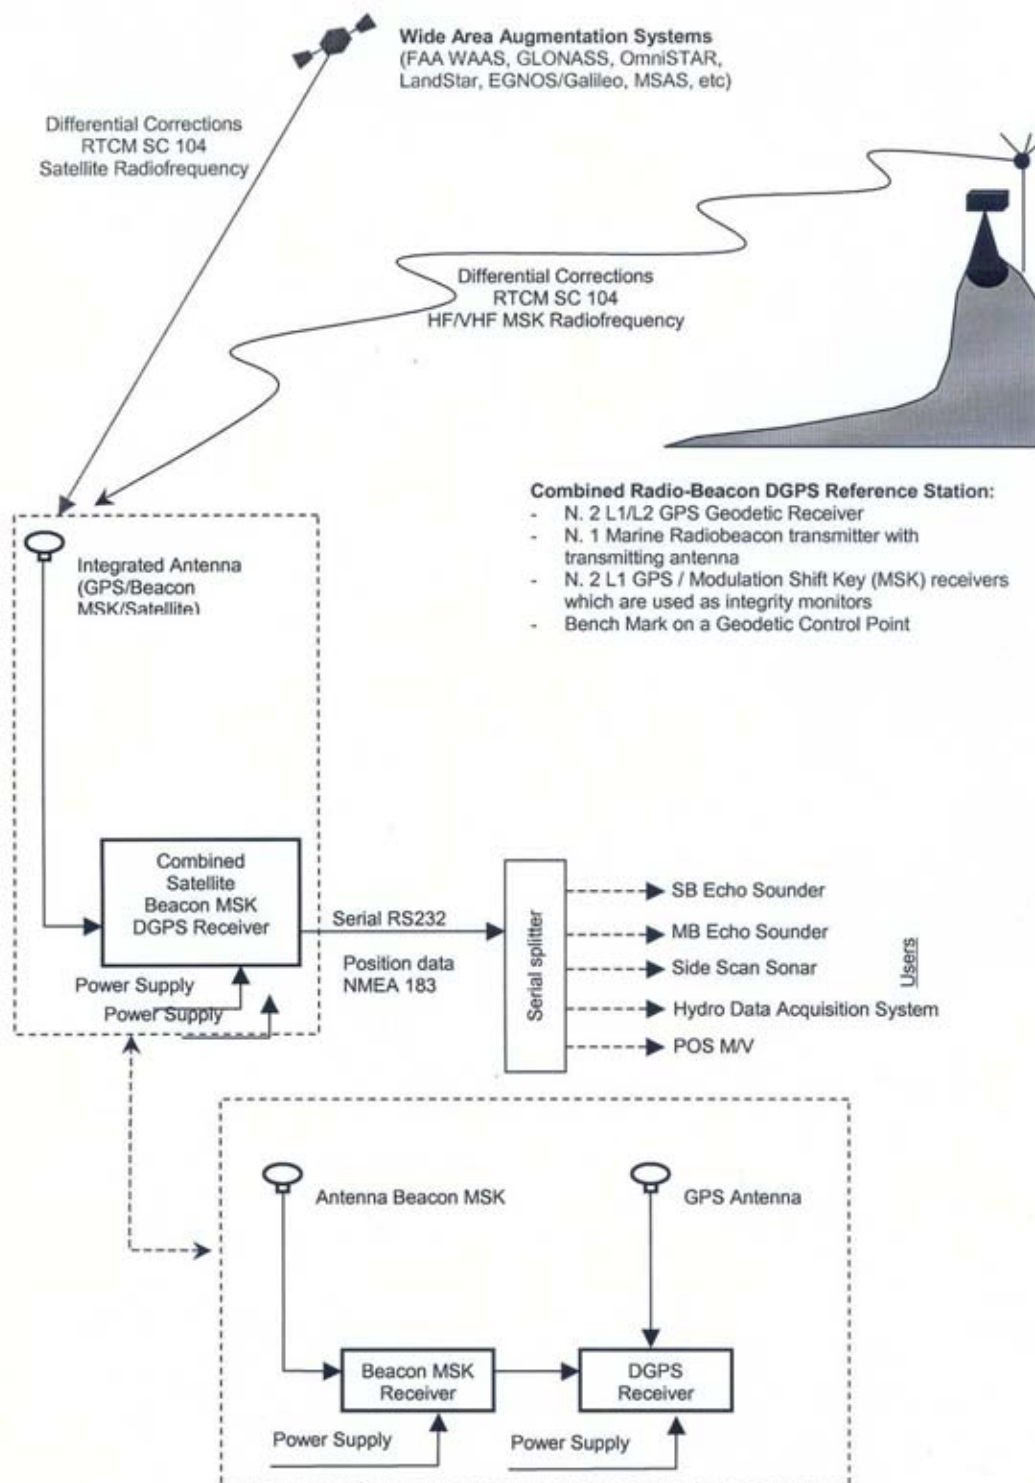 Wide Area Augmentation Systems
(FAA WAAS, GLONASS, OmniSTAR,
LandStar, EGNOS/Galileo, MSAS, etc)
Differential Corrections
RTCM SC 104
Satellite Radiofrequency
Differential Corrections
RTCM SC 104
HF/VHF MSK Radiofrequency
Combined Radio-Beacon DGPS Reference Station:
- N. 2 L1/L2 GPS Geodetic Receiver
- N. 1 Marine Radiobeacon transmitter with
transmitting antenna
- N. 2 L1 GPS / Modulation Shift Key (MSK) receivers
which are used as integrity monitors
- Bench Mark on a Geodetic Control Point
Integrated Antenna
(GPS/Beacon
MSK/Satellite)
Combined
Satellite
Beacon MSK
DGPS Receiver
Power Supply
Power Supply
Serial RS232
Position data
NMEA 183
Serial splitter
SB Echo Sounder
MB Echo Sounder
Side Scan Sonar
Hydro Data Acquisition System
POS M/V
Users
Antenna Beacon MSK
GPS Antenna
Beacon MSK
Receiver
DGPS
Receiver
Power Supply
Power Supply